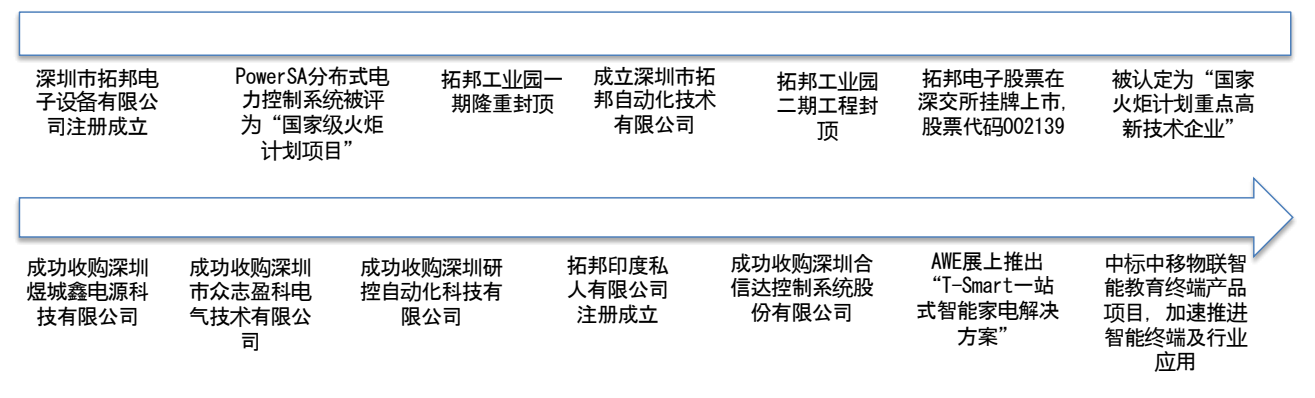 深圳市拓邦电
子设备有限公
司注册成立
PowerSA分布式电
力控制系统被评
为“国家级火炬
计划项目”
拓邦工业园一
期隆重封顶
成立深圳市拓
邦自动化技术
有限公司
拓邦工业园
二期工程封
顶
拓邦电子股票在
深交所挂牌上市,
股票代码002139
被认定为“国家
火炬计划重点高
新技术企业”
成功收购深圳
煜城鑫电源科
技有限公司
成功收购深圳
市众志盈科电
气技术有限公
司
成功收购深圳研
控自动化科技有
限公司
拓邦印度私
人有限公司
注册成立
成功收购深圳合
信达控制系统股
份有限公司
AWE展上推出
“T-Smart一站
式智能家电解决
方案”
中标中移物联智
能教育终端产品
项目,加速推进
智能终端及行业
应用